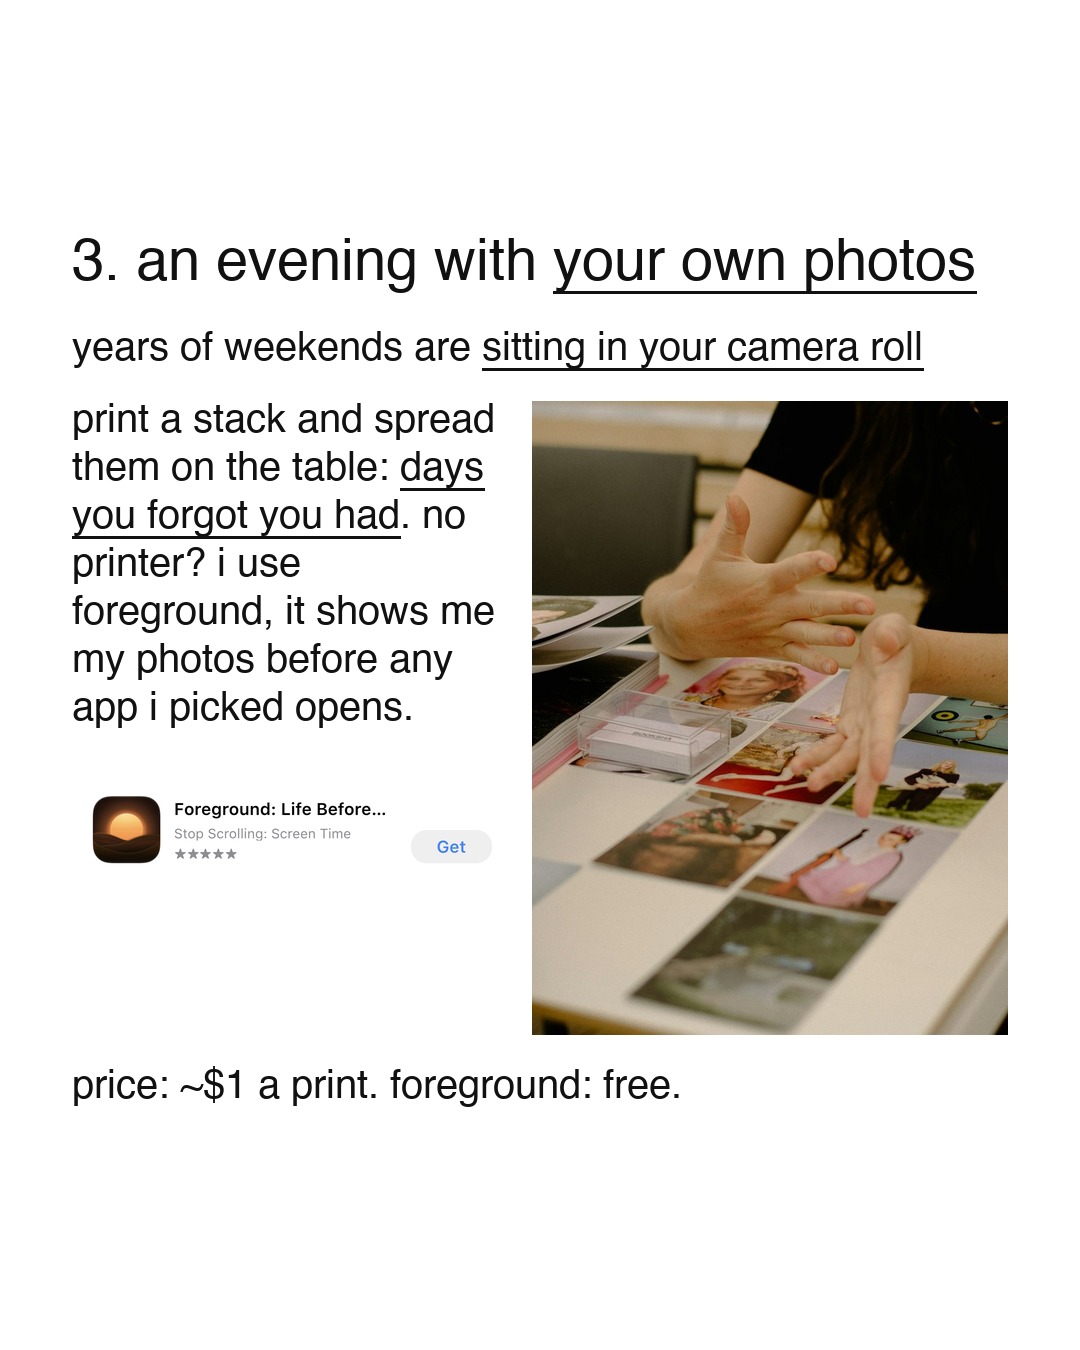 3. an evening with your own photos
years of weekends are sitting in your camera roll
print a stack and spread
them on the table: days
you forgot you had. no
printer? i use
foreground, it shows me
my photos before any
app i picked opens.
Foreground: Life Before...
Stop Scrolling: Screen Time
★★★★★
Get
price: ~$1 a print. foreground: free.